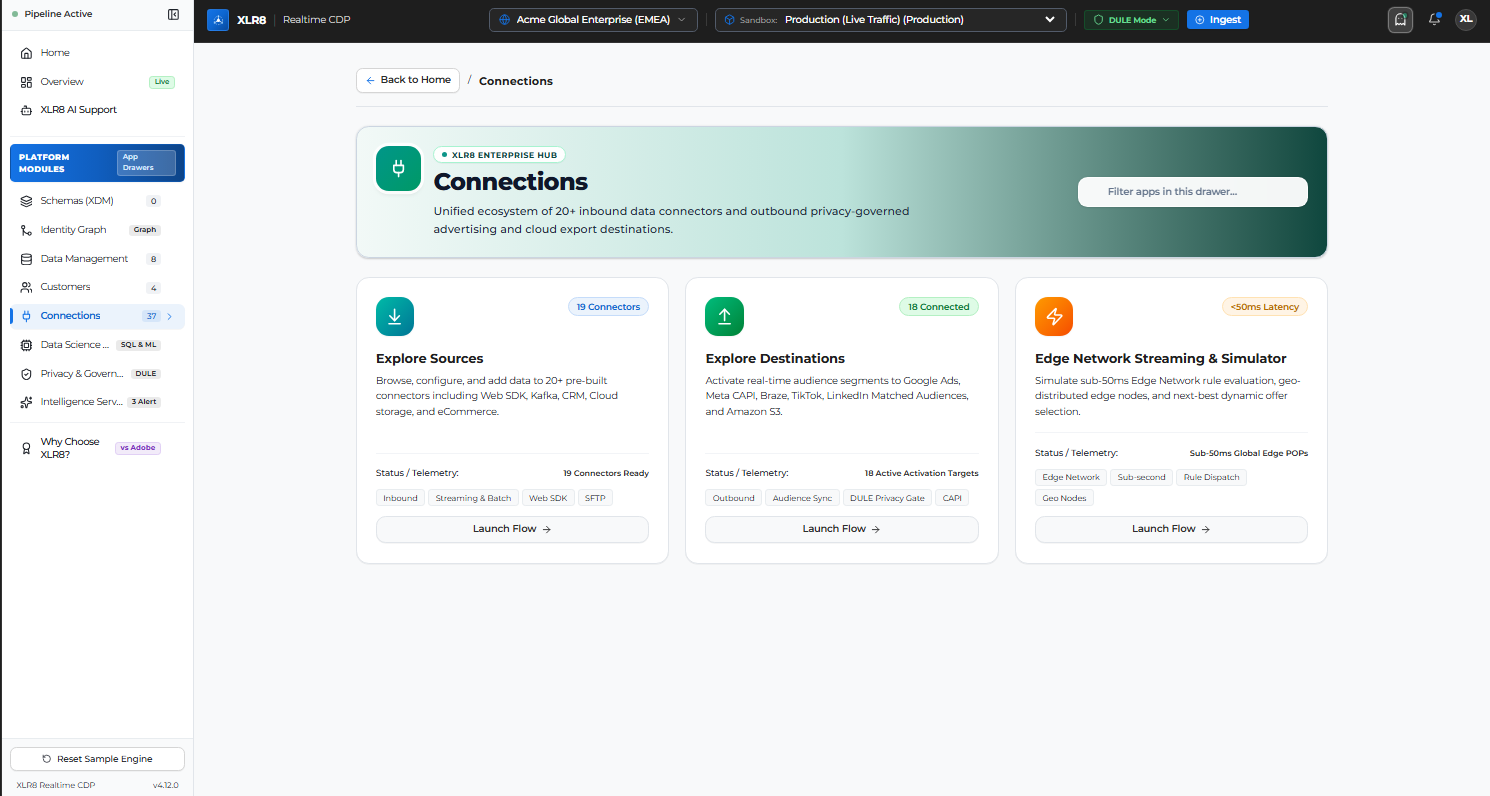 Pipeline Active
Home
Overview
Live
XLR8 AI Support
PLATFORM
MODULES
App
Drawers
Schemas (XDM)
0
Identity Graph
Graph
Data Management
8
Customers
4
Connections
37
Data Science ...
SQL & ML
Privacy & Govern...
DULE
Intelligence Serv...
3 Alert
Why Choose
XLR8?
vs Adobe
Reset Sample Engine
XLR8 Realtime CDP
v4.12.0
XLR8
Realtime CDP
Acme Global Enterprise (EMEA)
Sandbox: Production (Live Traffic) (Production)
DULE Mode
Ingest
XL
Back to Home / Connections
XLR8 ENTERPRISE HUB
Connections
Unified ecosystem of 20+ inbound data connectors and outbound privacy-governed
advertising and cloud export destinations.
Filter apps in this drawer...
19 Connectors
Explore Sources
Browse, configure, and add data to 20+ pre-built
connectors including Web SDK, Kafka, CRM, Cloud
storage, and eCommerce.
Status / Telemetry:
19 Connectors Ready
Inbound
Streaming & Batch
Web SDK
SFTP
Launch Flow
18 Connected
Explore Destinations
Activate real-time audience segments to Google Ads,
Meta CAPI, Braze, TikTok, LinkedIn Matched Audiences,
and Amazon S3.
Status / Telemetry:
18 Active Activation Targets
Outbound
Audience Sync
DULE Privacy Gate
CAPI
Launch Flow
<50ms Latency
Edge Network Streaming & Simulator
Simulate sub-50ms Edge Network rule evaluation, geo-
distributed edge nodes, and next-best dynamic offer
selection.
Status / Telemetry:
Sub-50ms Global Edge POPs
Edge Network
Sub-second
Rule Dispatch
Geo Nodes
Launch Flow